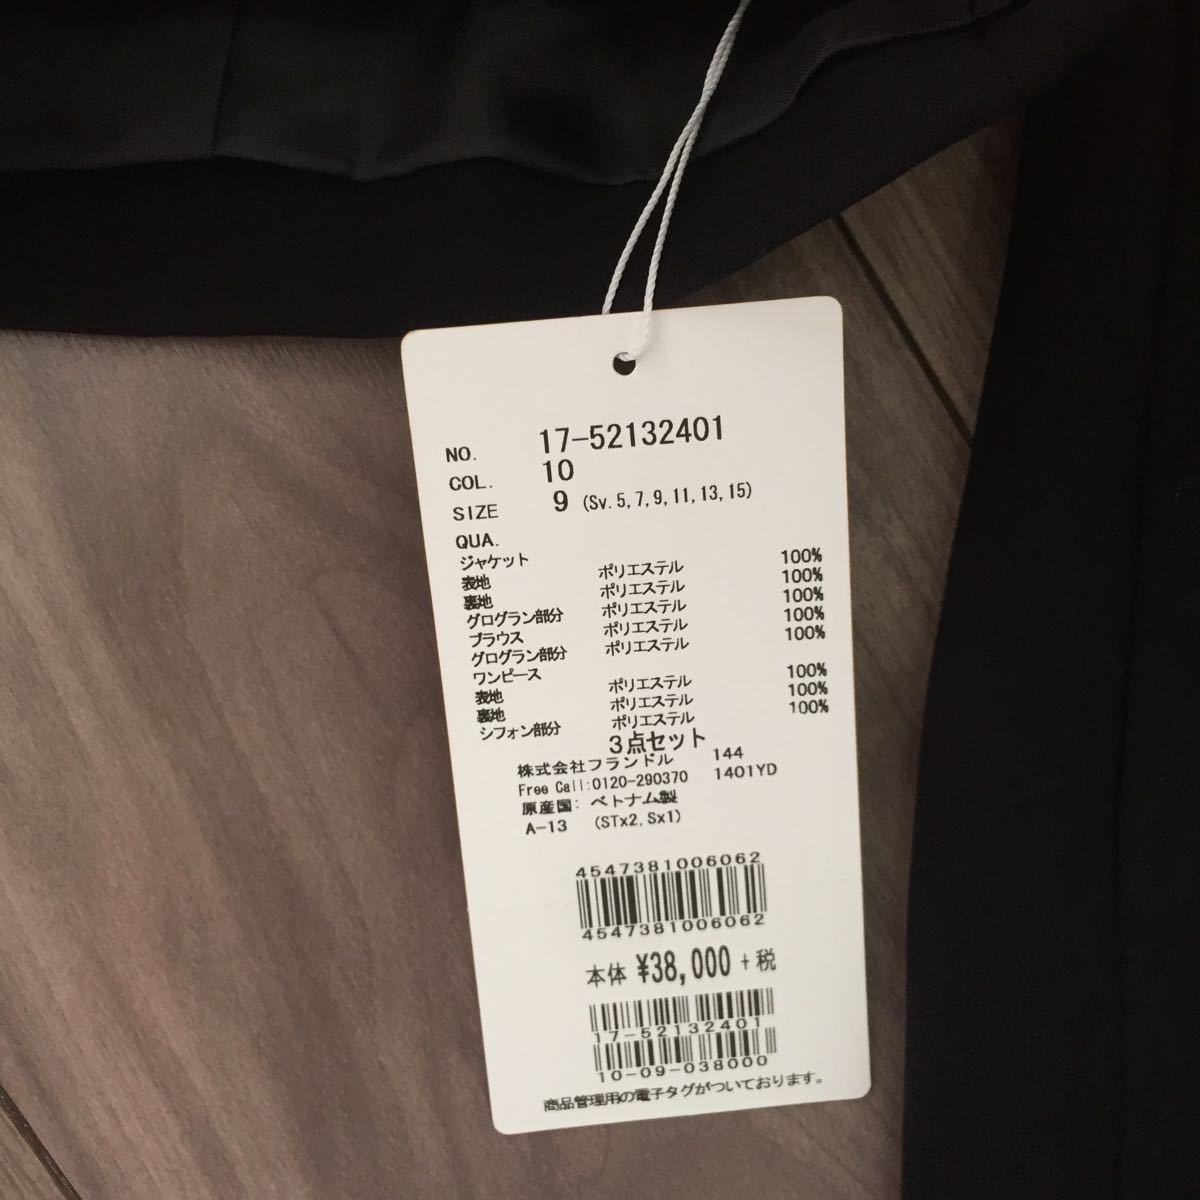 NO. 17-52132401
COL. 10
SIZE 9 (Sv. 5, 7, 9, 11, 13, 15)
QUA.
ジャケット
表地 ポリエステル 100%
裏地 ポリエステル 100%
グログラン部分 ポリエステル 100%
ブラウス ポリエステル 100%
グログラン部分 ポリエステル 100%
ワンピース
表地 ポリエステル 100%
裏地 ポリエステル 100%
シフォン部分 ポリエステル 100%
3点セット
株式会社フランドル 144
Free Call:0120-290370 1401YD
原産国: ベトナム製
A-13 (STx2, Sx1)
4547381006062
4547381006062
本体 ¥38,000 +税
17-52132401
10-09-038000
商品管理用の電子タグがついております。